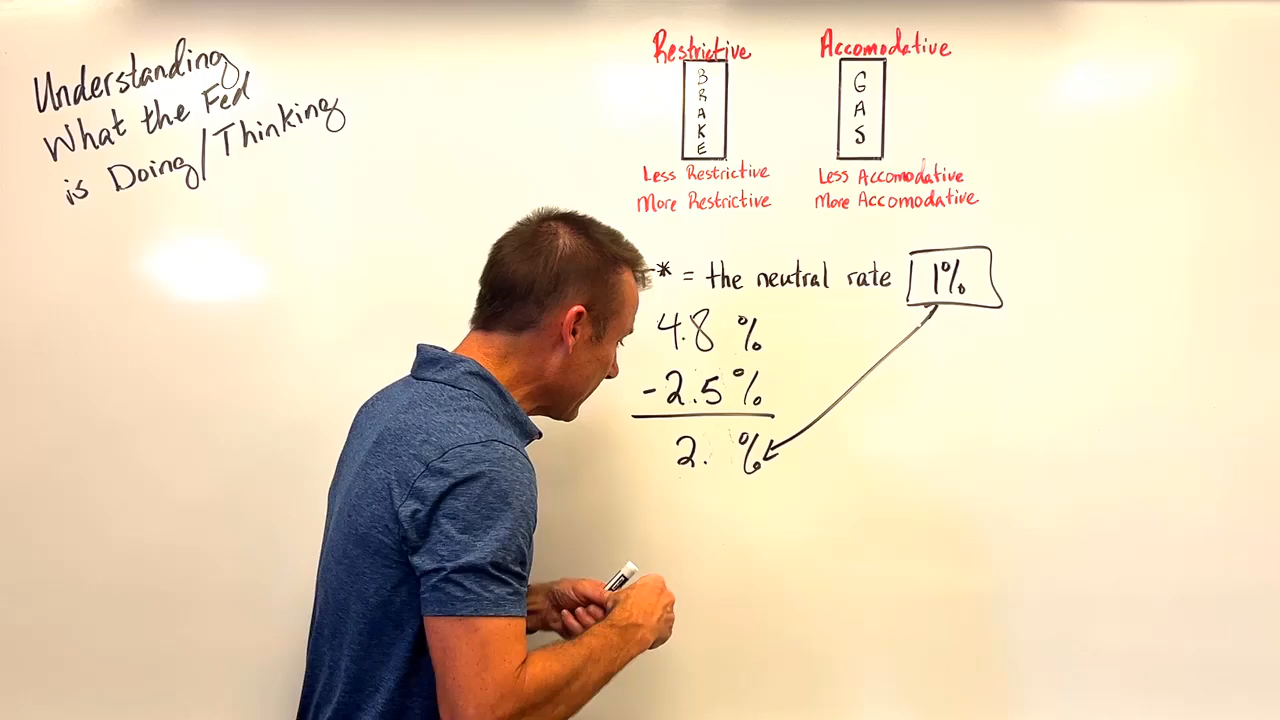 Understanding
What the Fed
is Doing/Thinking
Restrictive
BRAKE
Less Restrictive
More Restrictive
Accomodative
GAS
Less Accomodative
More Accomodative
* = the neutral rate 1%
4.8 %
-2.5 %
2. %